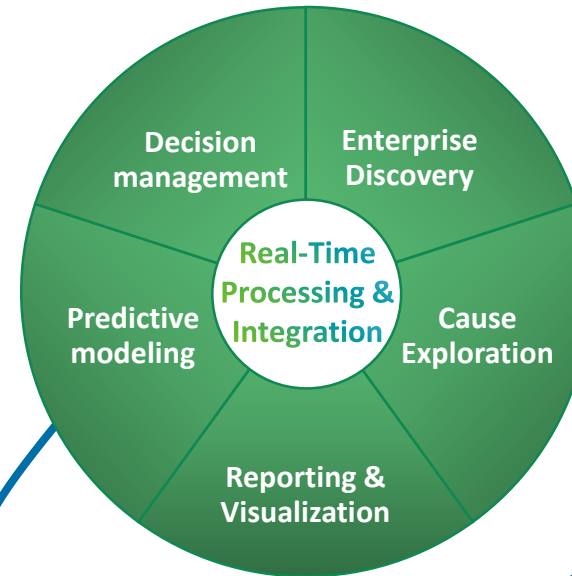 Decision
management
Enterprise
Discovery
Real-Time
Processing &
Integration
Predictive
modeling
Cause
Exploration
Reporting &
Visualization